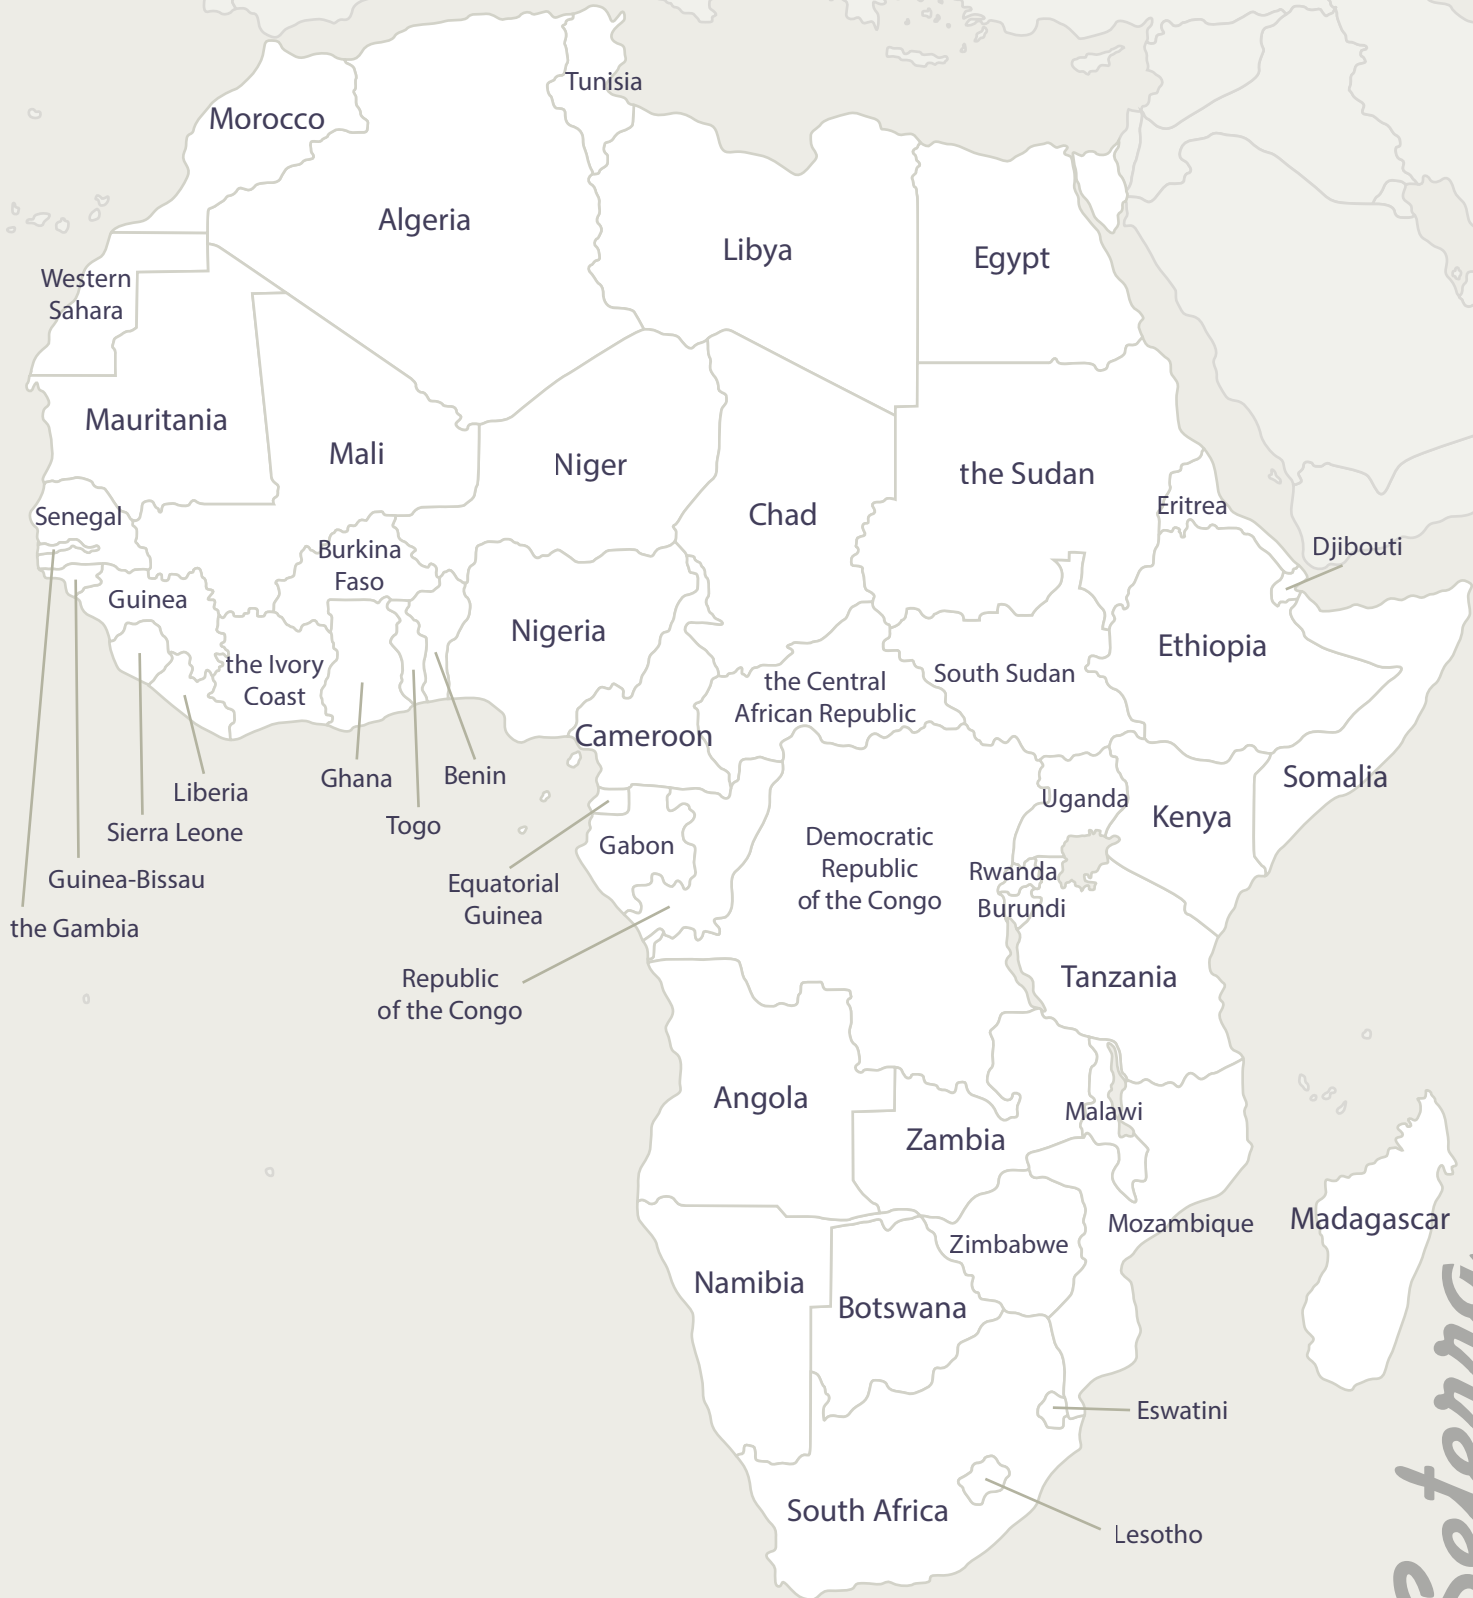 Tunisia
Morocco
Algeria
Libya
Egypt
Western
Sahara
Mauritania
Mali
Niger
Chad
the Sudan
Eritrea
Senegal
Burkina
Faso
Djibouti
Guinea
Nigeria
Ethiopia
the Ivory
Coast
South Sudan
the Central
African Republic
Cameroon
Liberia
Ghana
Benin
Somalia
Sierra Leone
Togo
Uganda
Kenya
Gabon
Democratic
Republic
of the Congo
Rwanda
Burundi
Guinea-Bissau
Equatorial
Guinea
the Gambia
Republic
of the Congo
Tanzania
Angola
Malawi
Zambia
Mozambique
Madagascar
Zimbabwe
Namibia
Botswana
Eswatini
South Africa
Lesotho
Seterra